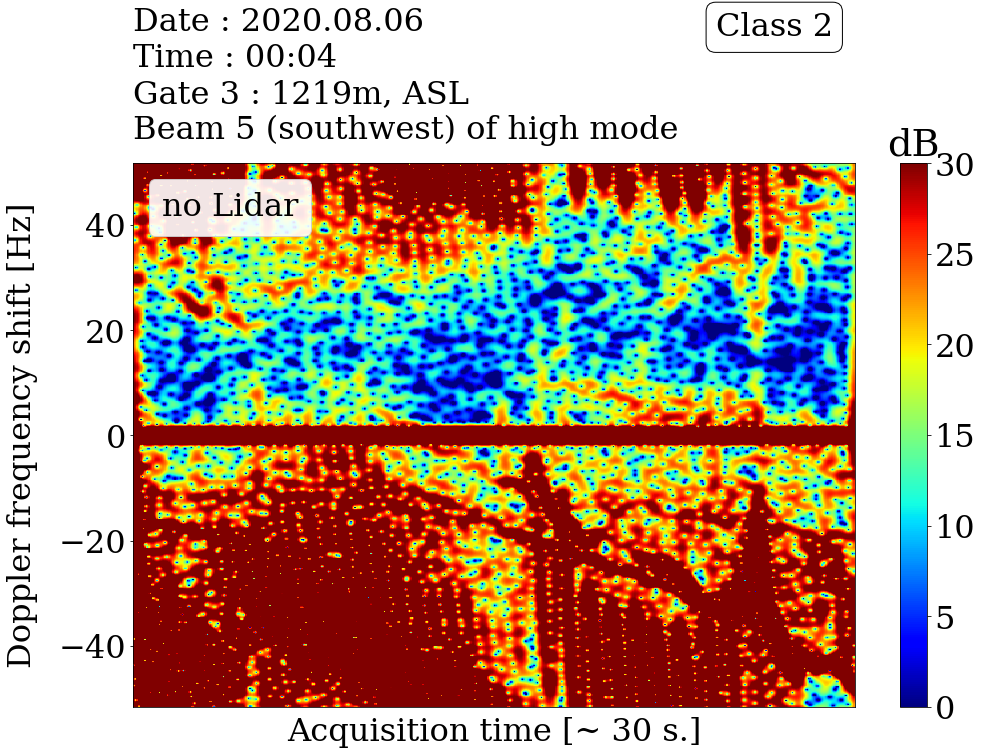 Date : 2020.08.06
Time : 00:04
Gate 3 : 1219m, ASL
Beam 5 (southwest) of high mode
Class 2
dB
no Lidar
Doppler frequency shift [Hz]
40
20
0
−20
−40
Acquisition time [~ 30 s.]
30
25
20
15
10
5
0